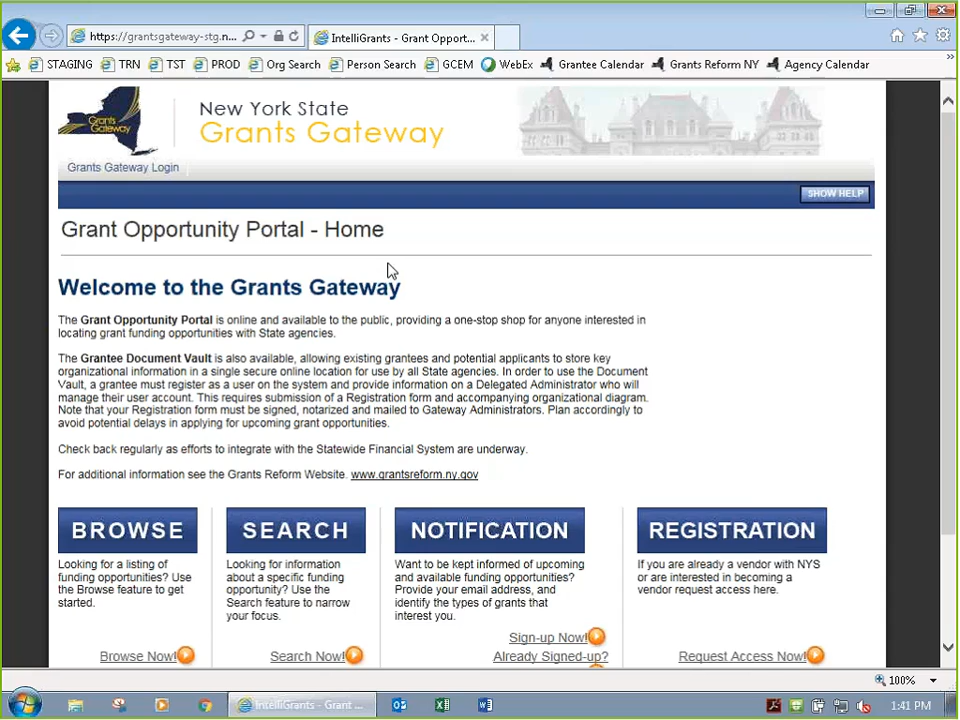 https://grantsgateway-stg.n...
IntelliGrants - Grant Opport...
STAGING TRN TST PROD Org Search Person Search GCEM WebEx Grantee Calendar Grants Reform NY Agency Calendar
Grants Gateway
New York State
Grants Gateway
Grants Gateway Login
SHOW HELP
Grant Opportunity Portal - Home
Welcome to the Grants Gateway
The Grant Opportunity Portal is online and available to the public, providing a one-stop shop for anyone interested in
locating grant funding opportunities with State agencies.
The Grantee Document Vault is also available, allowing existing grantees and potential applicants to store key
organizational information in a single secure online location for use by all State agencies. In order to use the Document
Vault, a grantee must register as a user on the system and provide information on a Delegated Administrator who will
manage their user account. This requires submission of a Registration form and accompanying organizational diagram.
Note that your Registration form must be signed, notarized and mailed to Gateway Administrators. Plan accordingly to
avoid potential delays in applying for upcoming grant opportunities.
Check back regularly as efforts to integrate with the Statewide Financial System are underway.
For additional information see the Grants Reform Website. www.grantsreform.ny.gov
BROWSE
Looking for a listing of
funding opportunities? Use
the Browse feature to get
started.
Browse Now!
SEARCH
Looking for information
about a specific funding
opportunity? Use the
Search feature to narrow
your focus.
Search Now!
NOTIFICATION
Want to be kept informed of upcoming
and available funding opportunities?
Provide your email address, and
identify the types of grants that
interest you.
Sign-up Now!
Already Signed-up?
REGISTRATION
If you are already a vendor with NYS
or are interested in becoming a
vendor request access here.
Request Access Now!
100%
IntelliGrants - Grant ...
1:41 PM